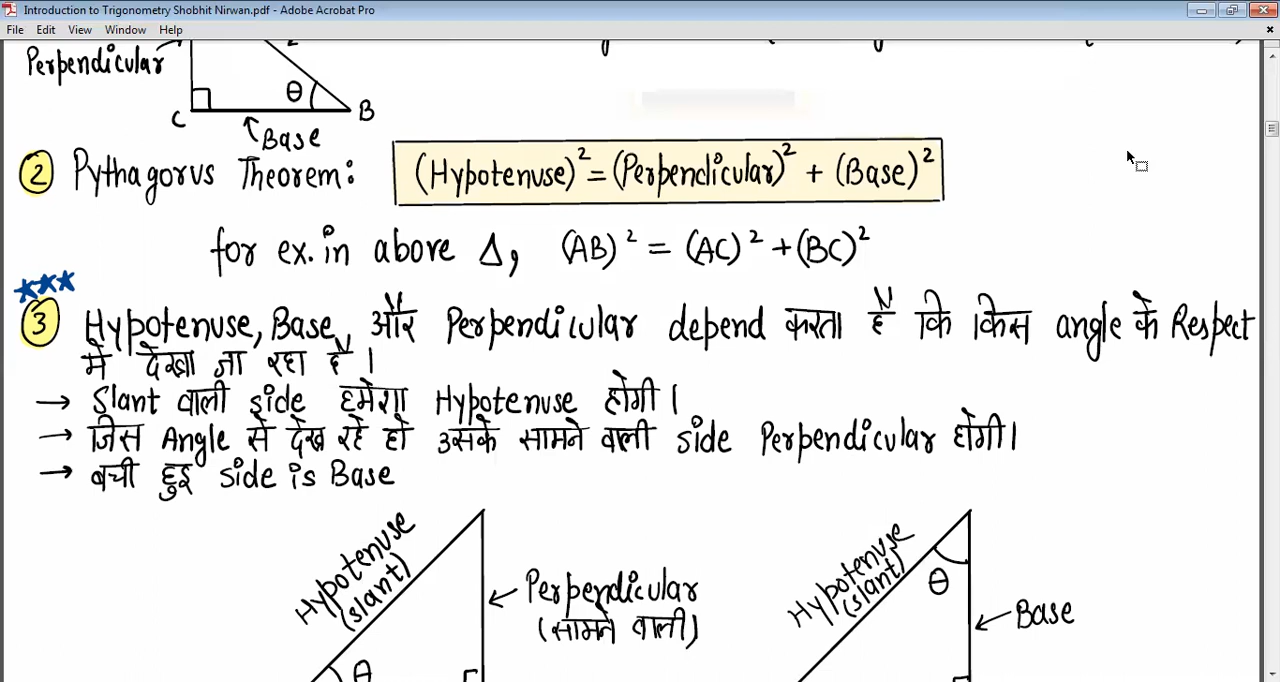 Introduction to Trigonometry Shobhit Nirwan.pdf - Adobe Acrobat Pro
File Edit View Window Help
Perpendicular
θ
C
B
Base
2 Pythagorus Theorem: (Hypotenuse)² = (Perpendicular)² + (Base)²
for ex. in above Δ, (AB)² = (AC)² + (BC)²
3 Hypotenuse, Base, और Perpendicular depend करता है कि किस angle के Respect
में देखा जा रहा है ।
→ Slant वाली side हमेशा Hypotenuse होगी ।
→ जिस Angle से देख रहे हो उसके सामने वाली side Perpendicular होगी ।
→ बची हुई side is Base
Hypotenuse
(slant)
Perpendicular
(सामने वाली)
θ
Hypotenuse
(slant)
θ
Base